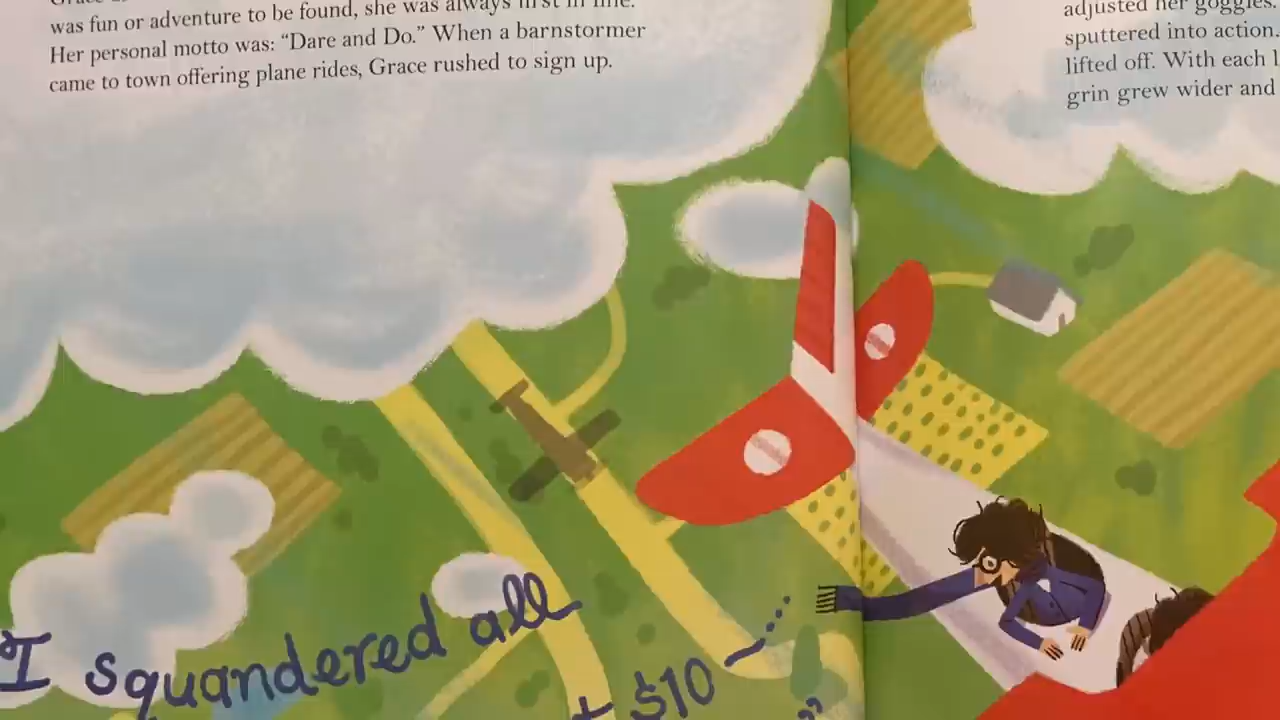 was fun or adventure to be found, she was always first in line.
Her personal motto was: “Dare and Do.” When a barnstormer
came to town offering plane rides, Grace rushed to sign up.
adjusted her goggles.
sputtered into action.
lifted off. With each l
grin grew wider and
I squandered all
$10
”